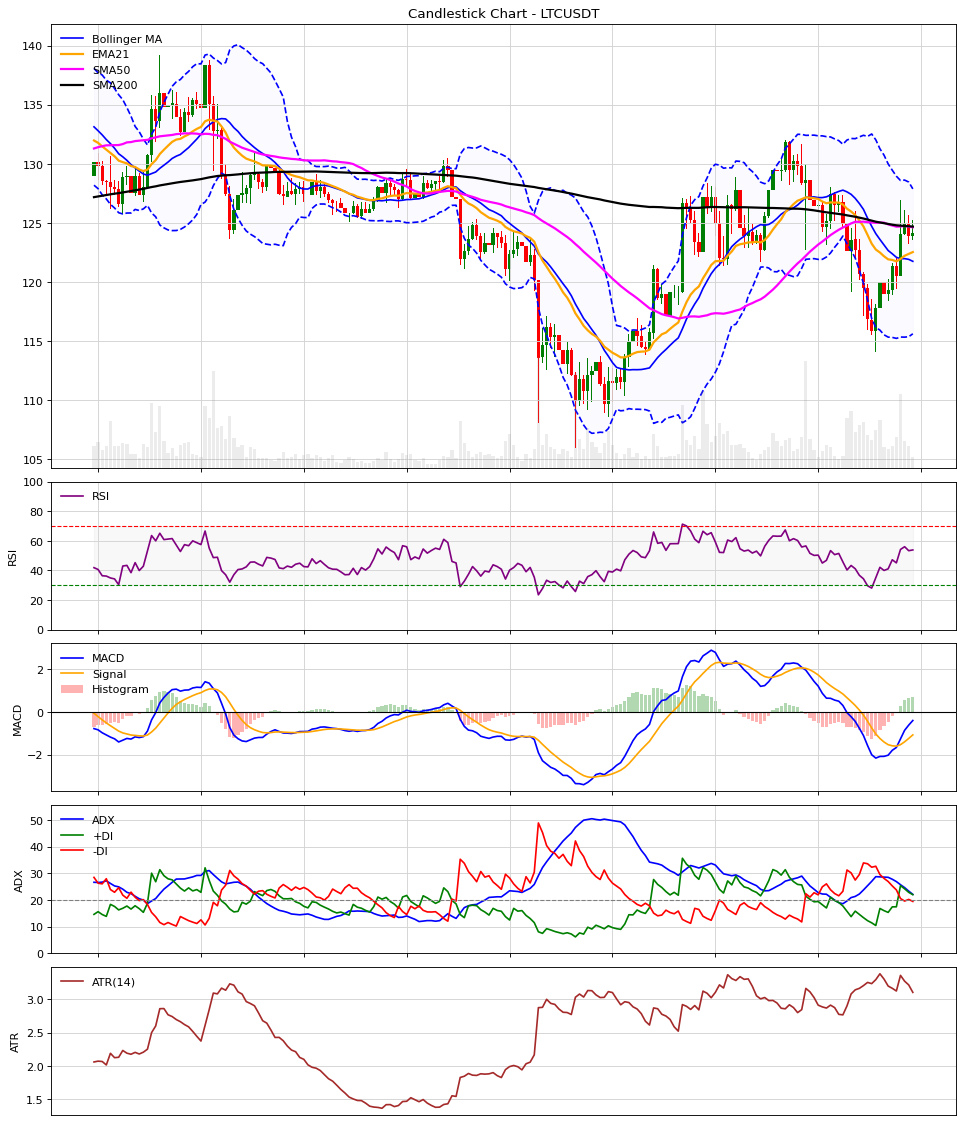 Candlestick Chart - LTCUSDT
Bollinger MA
EMA21
SMA50
SMA200
140
135
130
125
120
115
110
105
RSI
100
80
60
40
20
0
RSI
MACD
Signal
Histogram
2
0
−2
MACD
ADX
+DI
-DI
50
40
30
20
10
0
ADX
ATR(14)
3.0
2.5
2.0
1.5
ATR